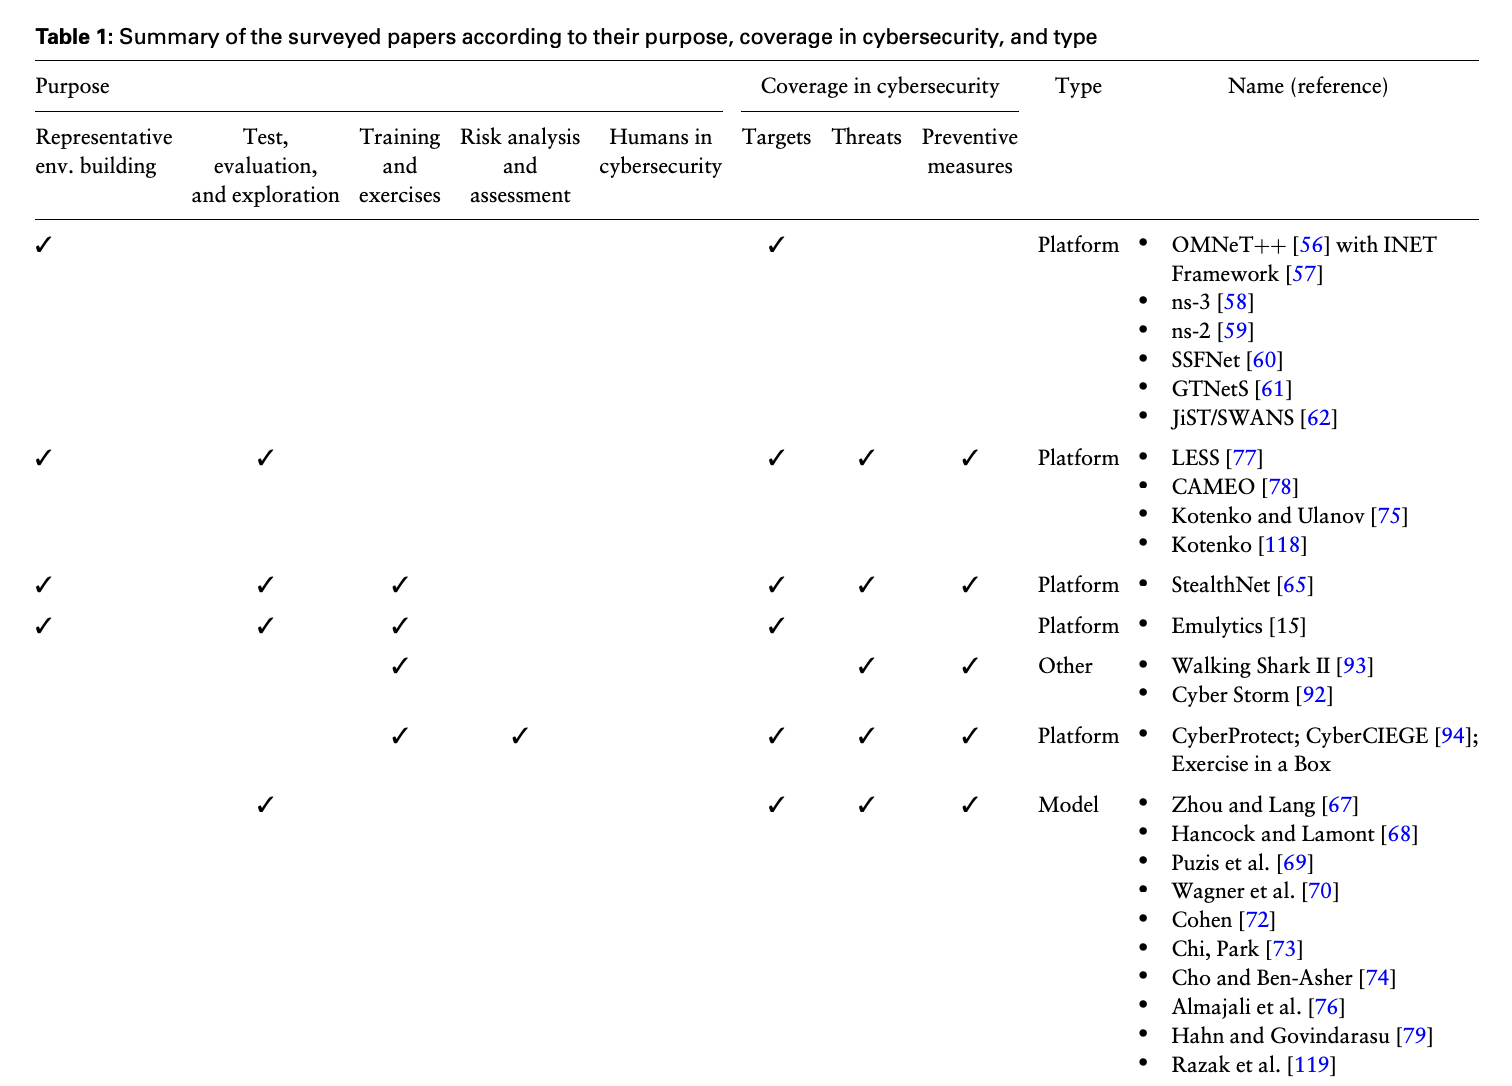 Table 1: Summary of the surveyed papers according to their purpose, coverage in cybersecurity, and type
Purpose Coverage in cybersecurity Type Name (reference)
Representative Test, Training Risk analysis Humans in Targets Threats Preventive
env. building evaluation, and and cybersecurity measures
and exploration exercises assessment
✓ ✓ Platform • OMNeT++ [56] with INET
Framework [57]
• ns-3 [58]
• ns-2 [59]
• SSFNet [60]
• GTNetS [61]
• JiST/SWANS [62]
✓ ✓ ✓ ✓ ✓ Platform • LESS [77]
• CAMEO [78]
• Kotenko and Ulanov [75]
• Kotenko [118]
✓ ✓ ✓ ✓ ✓ ✓ Platform • StealthNet [65]
✓ ✓ ✓ ✓ Platform • Emulytics [15]
✓ ✓ ✓ Other • Walking Shark II [93]
• Cyber Storm [92]
✓ ✓ ✓ ✓ ✓ Platform • CyberProtect; CyberCIEGE [94];
Exercise in a Box
✓ ✓ ✓ ✓ Model • Zhou and Lang [67]
• Hancock and Lamont [68]
• Puzis et al. [69]
• Wagner et al. [70]
• Cohen [72]
• Chi, Park [73]
• Cho and Ben-Asher [74]
• Almajali et al. [76]
• Hahn and Govindarasu [79]
• Razak et al. [119]